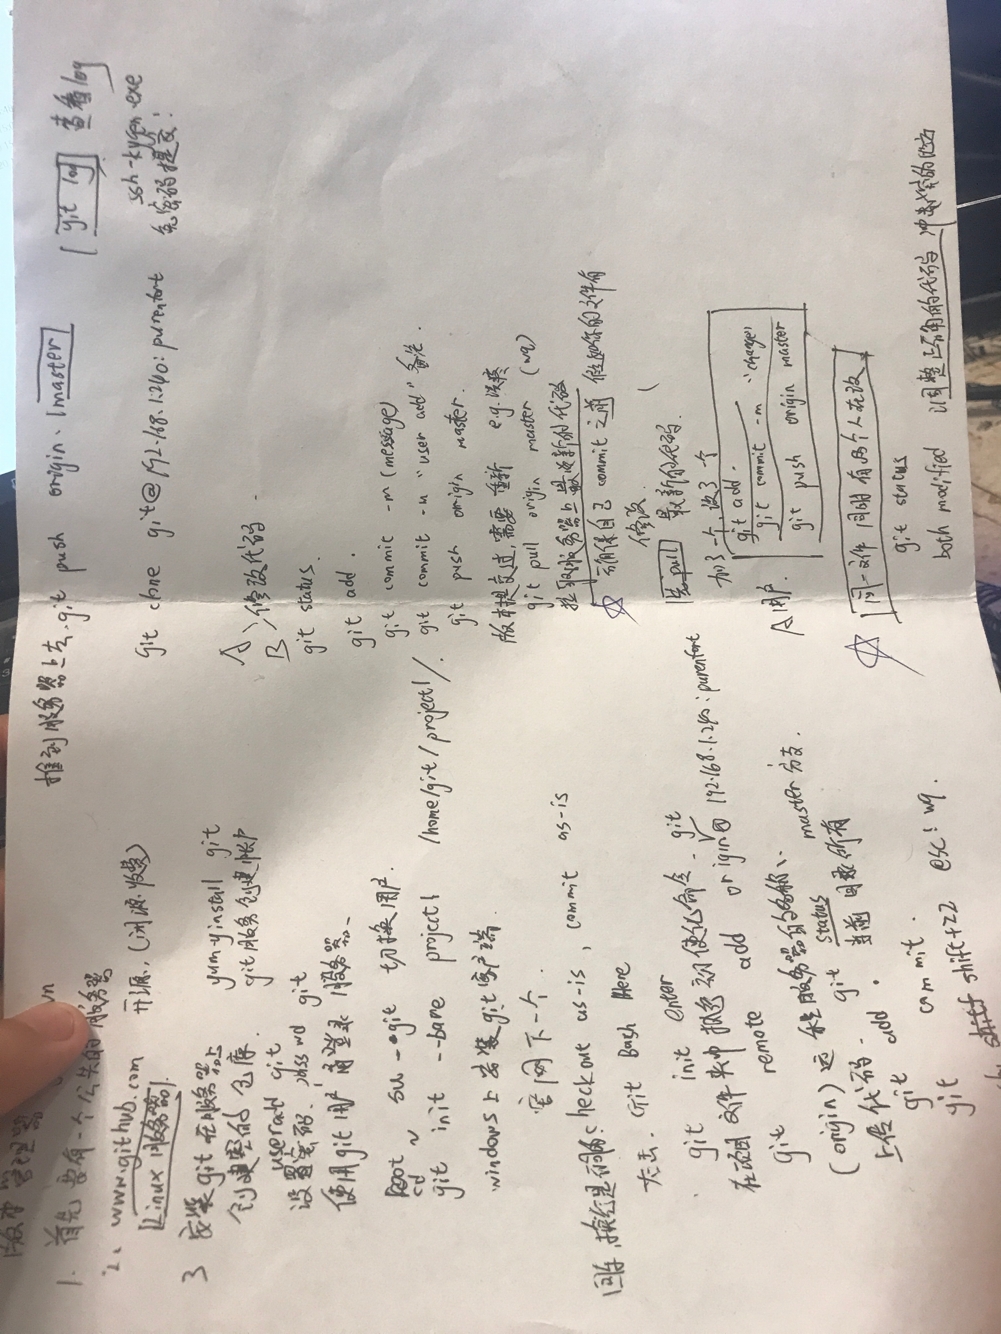 版本管理器
1. 首先要有一个公共的服务器
2、www.github.com 开源,(闭源收费)
Linux 服务器
3 安装git在服务器上 yum-yinstall git
创建空的仓库. git服务创建帐户
useradd git
设置密码. passwd git
使用git用户再登录服务器.
Root su - git 切换用户.
cd ~
git init --bare project1 /home/git/project1/.
windows上安装git客户端.
官网下一个.
回车,换行是 checkout as-is, commit as-is
右击. Git Bash Here
git init enter
在项目文件夹中执行初使化命令. git
git remote add origin@ 192.168.1.240:purenfort
(origin)远程服务器的名称、
上传代码. git status master 分支.
git add . 当前目录所有
git commit.
shift shift+ZZ esc! wq.
推到服务器上去.git push origin. master
git clone git@192.168.1.240:purenfort
A
B 修改代码.
git status.
git add .
git commit -m (message)
git commit -m "user add" 备注.
git push origin master.
版本提交过,需要重新 e.g.
git pull origin master (wq)
拉取服务器上最新的代码
☆ 确保自己 commit 之前 假如你的文件有
修改.
先pull 最新的代码.
加了一个,改了一个
A用户. git add.
git commit -m "change"
git push origin master
☆ 同一文件 同时有两个人在改
git status
both modified 调整正确的代码 冲突的地方
git log 查看log
ssh-kygen.exe
免密码提交!